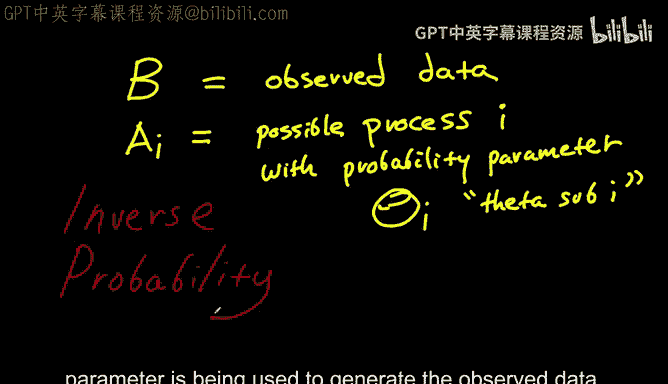 GPT中英字幕课程资源@bilibili.com
GPT中英字幕课程资源 bilibili
B = observed data
Ai = possible process i
with probability parameter
θi "theta sub i"
Inverse
Probability
parameter is being used to generate the observed data